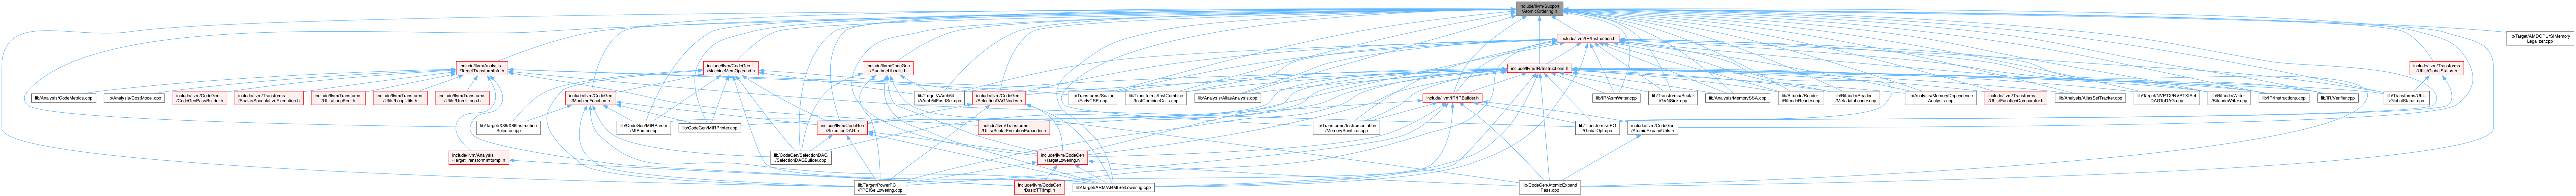 include/llvm/Support
/AtomicOrdering.h
include/llvm/IR/Instruction.h
lib/Target/AMDGPU/SIMemory
Legalizer.cpp
include/llvm/Analysis
/TargetTransformInfo.h
include/llvm/CodeGen
/MachineMemOperand.h
include/llvm/CodeGen
/RuntimeLibcalls.h
include/llvm/IR/Instructions.h
include/llvm/Transforms
/Utils/GlobalStatus.h
lib/Analysis/CodeMetrics.cpp
lib/Analysis/CostModel.cpp
include/llvm/CodeGen
/CodeGenPassBuilder.h
include/llvm/Transforms
/ScalarSpeculativeExecution.h
include/llvm/Transforms
/Utils/LoopPeel.h
include/llvm/Transforms
/Utils/LoopUtils.h
include/llvm/Transforms
/Utils/UnrollLoop.h
include/llvm/CodeGen
/MachineFunction.h
lib/Target/AArch64
/AArch64FastISel.cpp
include/llvm/CodeGen
/SelectionDAGNodes.h
lib/Transforms/Scalar
/EarlyCSE.cpp
lib/Transforms/InstCombine
/InstCombineCalls.cpp
lib/Analysis/AliasAnalysis.cpp
include/llvm/IR/IRBuilder.h
lib/IR/AsmWriter.cpp
lib/Transforms/Scalar
/GVNSink.cpp
lib/Analysis/MemorySSA.cpp
lib/Bitcode/Reader
/BitcodeReader.cpp
lib/Bitcode/Reader
/MetadataLoader.cpp
lib/Analysis/MemoryDependence
Analysis.cpp
include/llvm/Transforms
/Utils/FunctionComparator.h
lib/Analysis/AliasSetTracker.cpp
lib/Target/NVPTX/NVPTXISel
DAGToDAG.cpp
lib/Bitcode/Writer
/BitcodeWriter.cpp
lib/IR/Instructions.cpp
lib/IR/Verifier.cpp
lib/Transforms/Utils
/GlobalStatus.cpp
lib/Target/X86/X86Instruction
Selector.cpp
lib/CodeGen/MIRParser
/MIParser.cpp
lib/CodeGen/MIRPrinter.cpp
include/llvm/CodeGen
/SelectionDAG.h
include/llvm/Transforms
/Utils/ScalarEvolutionExpander.h
lib/Transforms/Instrumentation
/MemorySanitizer.cpp
lib/Transforms/IPO
/GlobalOpt.cpp
include/llvm/CodeGen
/AtomicExpandUtils.h
include/llvm/Analysis
/TargetTransformInfoImpl.h
lib/CodeGen/SelectionDAG
/SelectionDAGBuilder.cpp
include/llvm/CodeGen
/TargetLowering.h
lib/Target/PowerPC
/PPCISelLowering.cpp
include/llvm/CodeGen
/BasicTTIImpl.h
lib/Target/ARM/ARMISelLowering.cpp
lib/CodeGen/AtomicExpand
Pass.cpp